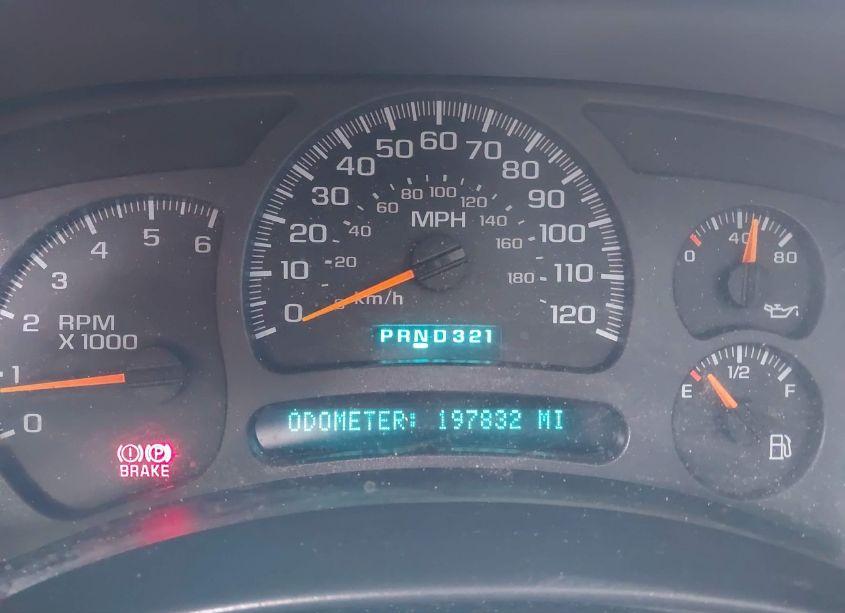 0 1 2 3 4 5 6
RPM
X 1000
(!) (P)
BRAKE
0 10 20 30 40 50 60 70 80 90 100 110 120
MPH
0 20 40 60 80 100 120 140 160 180
km/h
PRND321
ODOMETER: 197832 MI
0 40 80
E 1/2 F